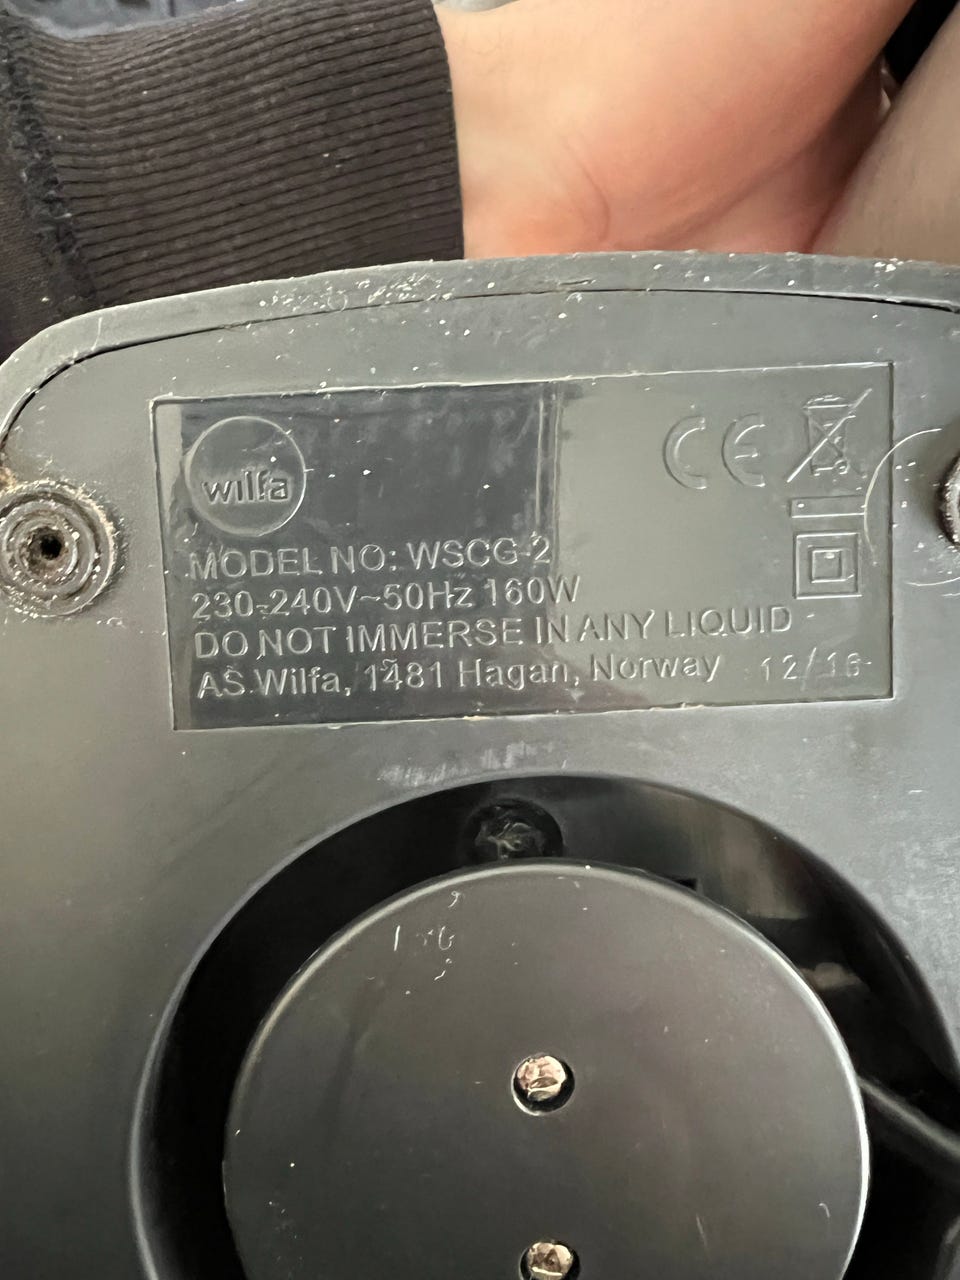 wilfa
CE
MODEL NO: WSCG-2
230-240V~50Hz 160W
DO NOT IMMERSE IN ANY LIQUID
AS Wilfa, 1481 Hagan, Norway 12/16